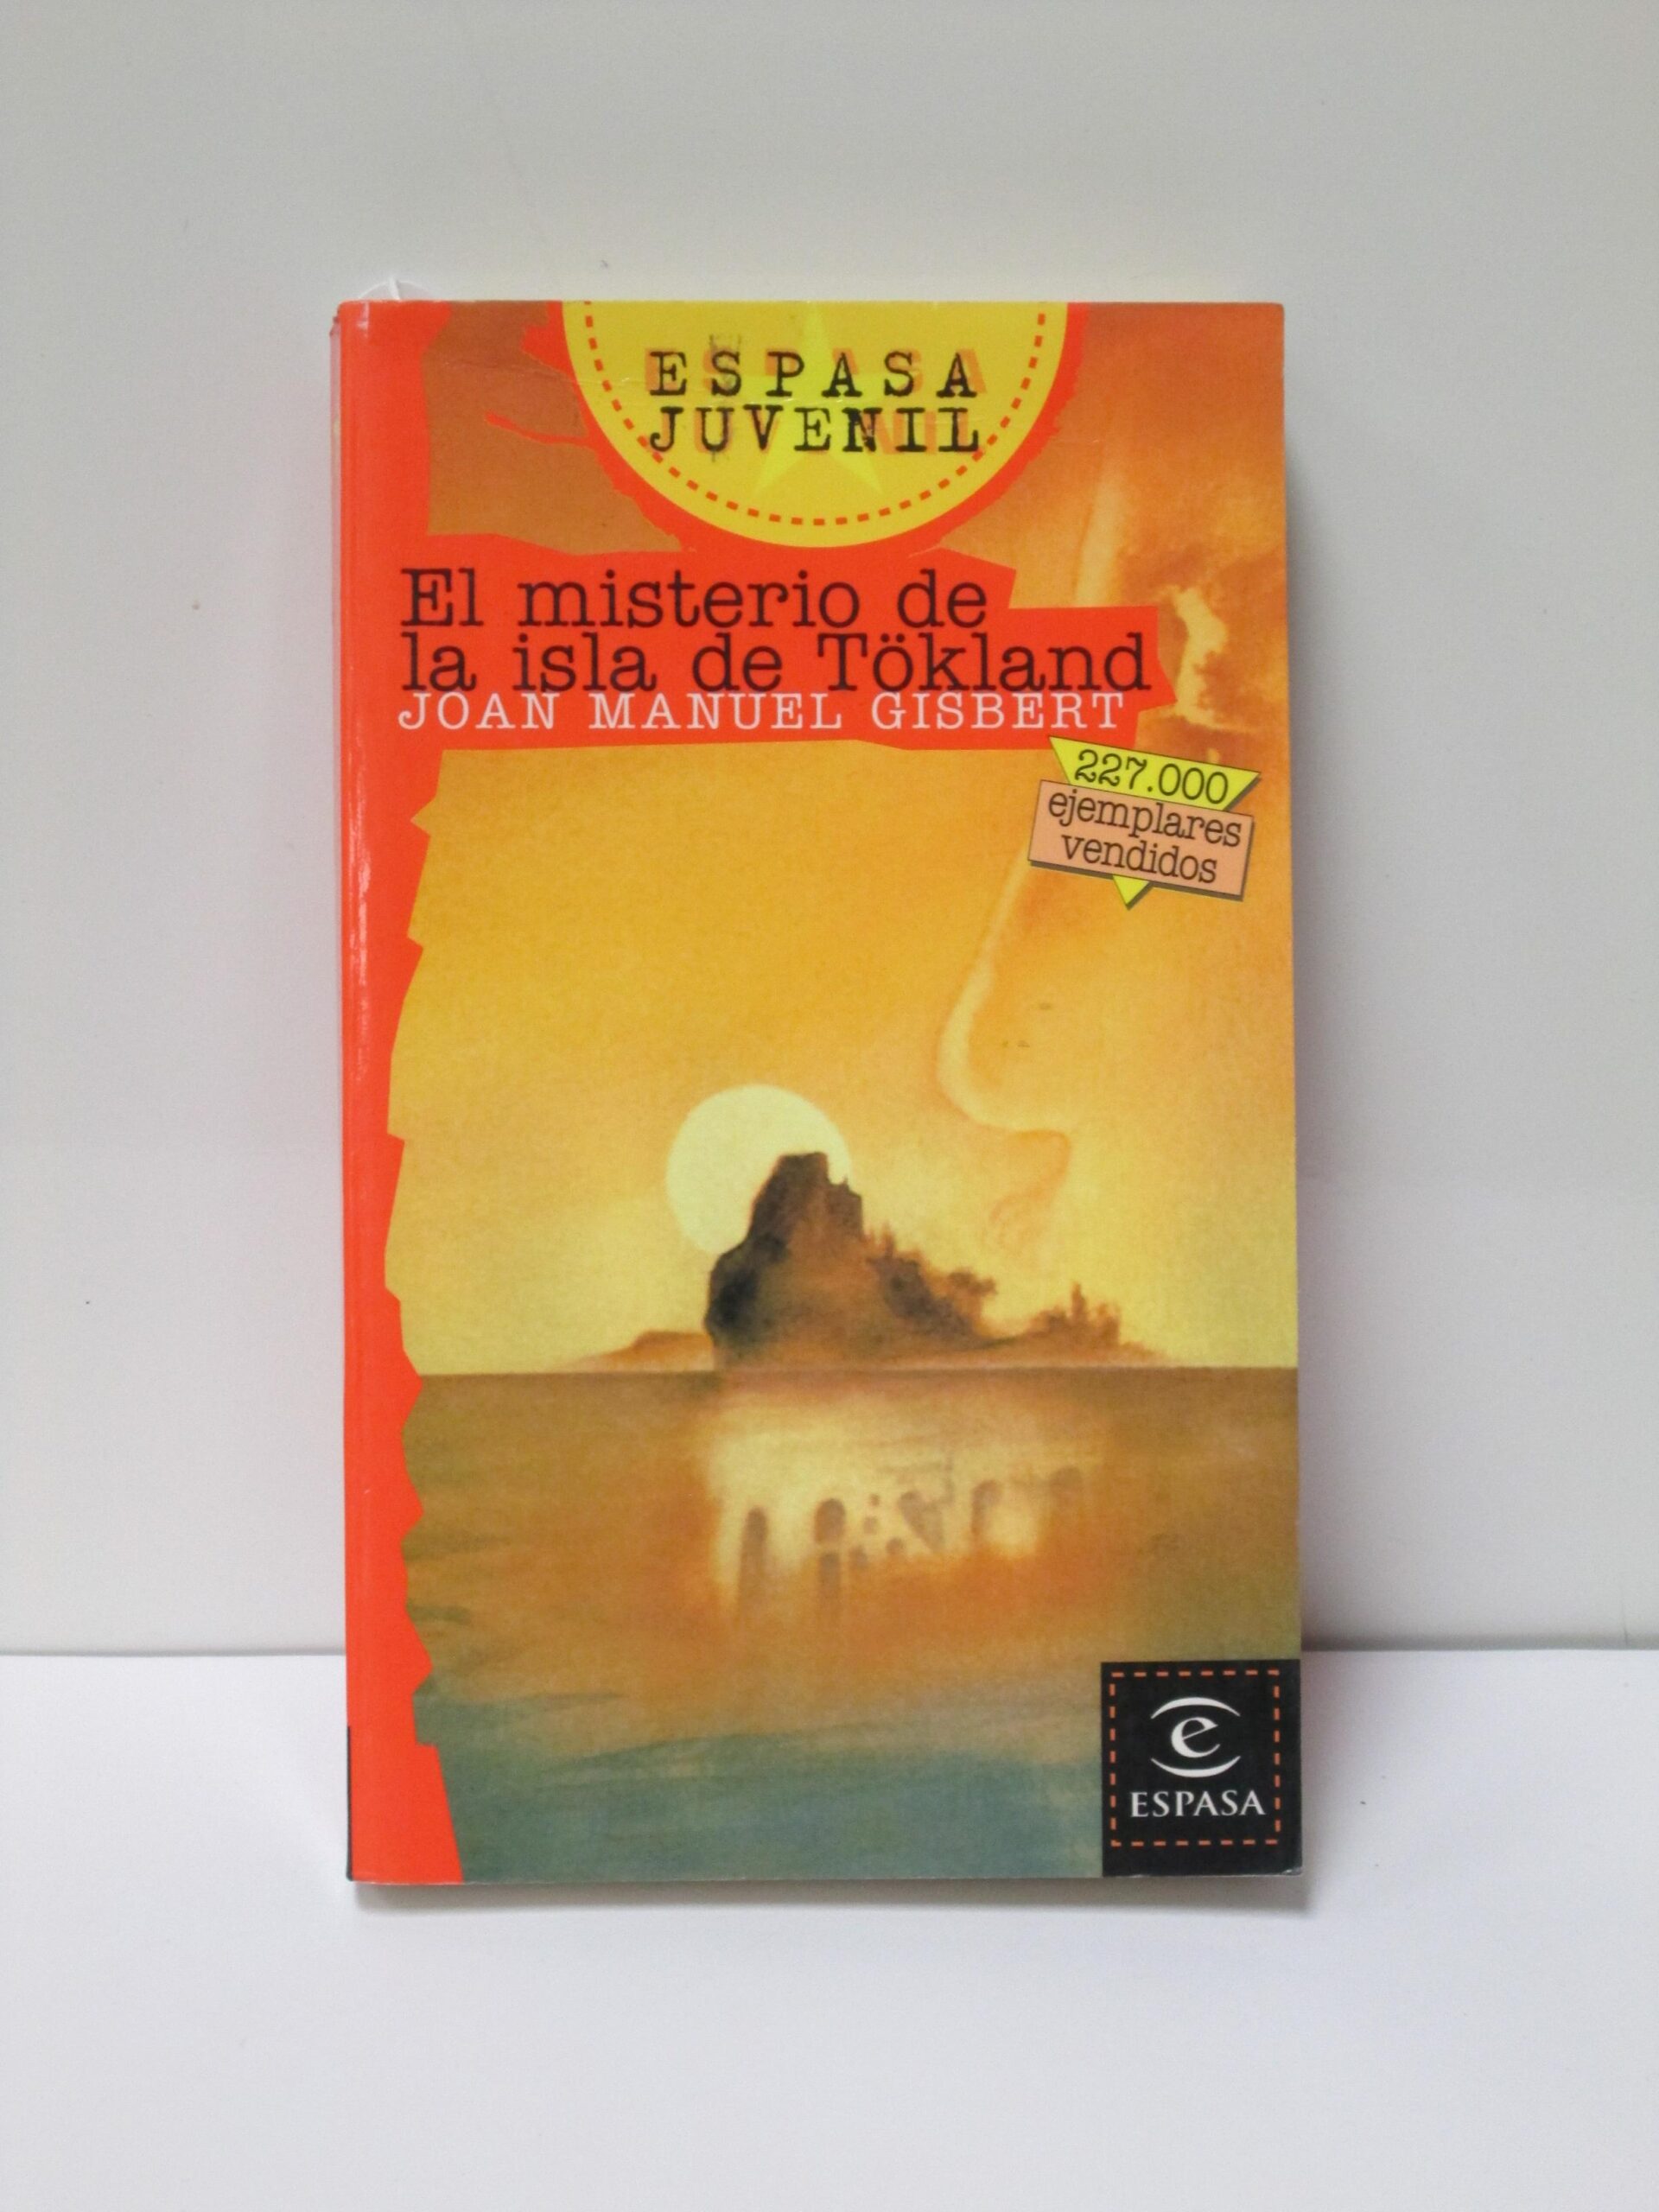 ESPASA
JUVENIL
El misterio de
la isla de Tökland
JOAN MANUEL GISBERT
227.000
ejemplares
vendidos
e
ESPASA